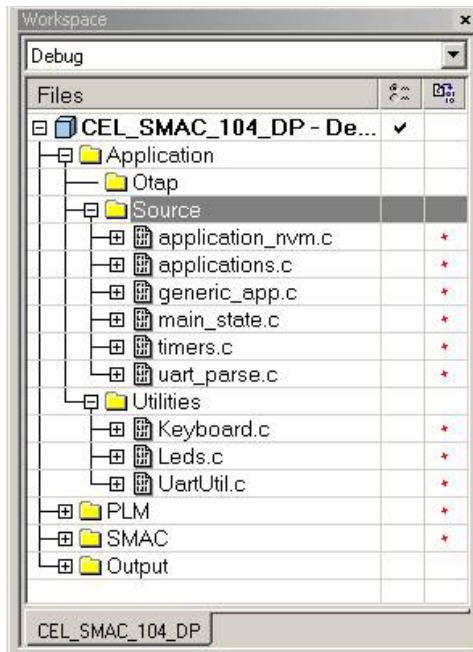 Workspace
Debug
Files
CEL_SMAC_104_DP - De...
Application
Otap
Source
application_nvm.c
applications.c
generic_app.c
main_state.c
timers.c
uart_parse.c
Utilities
Keyboard.c
Leds.c
UartUtil.c
PLM
SMAC
Output
CEL_SMAC_104_DP